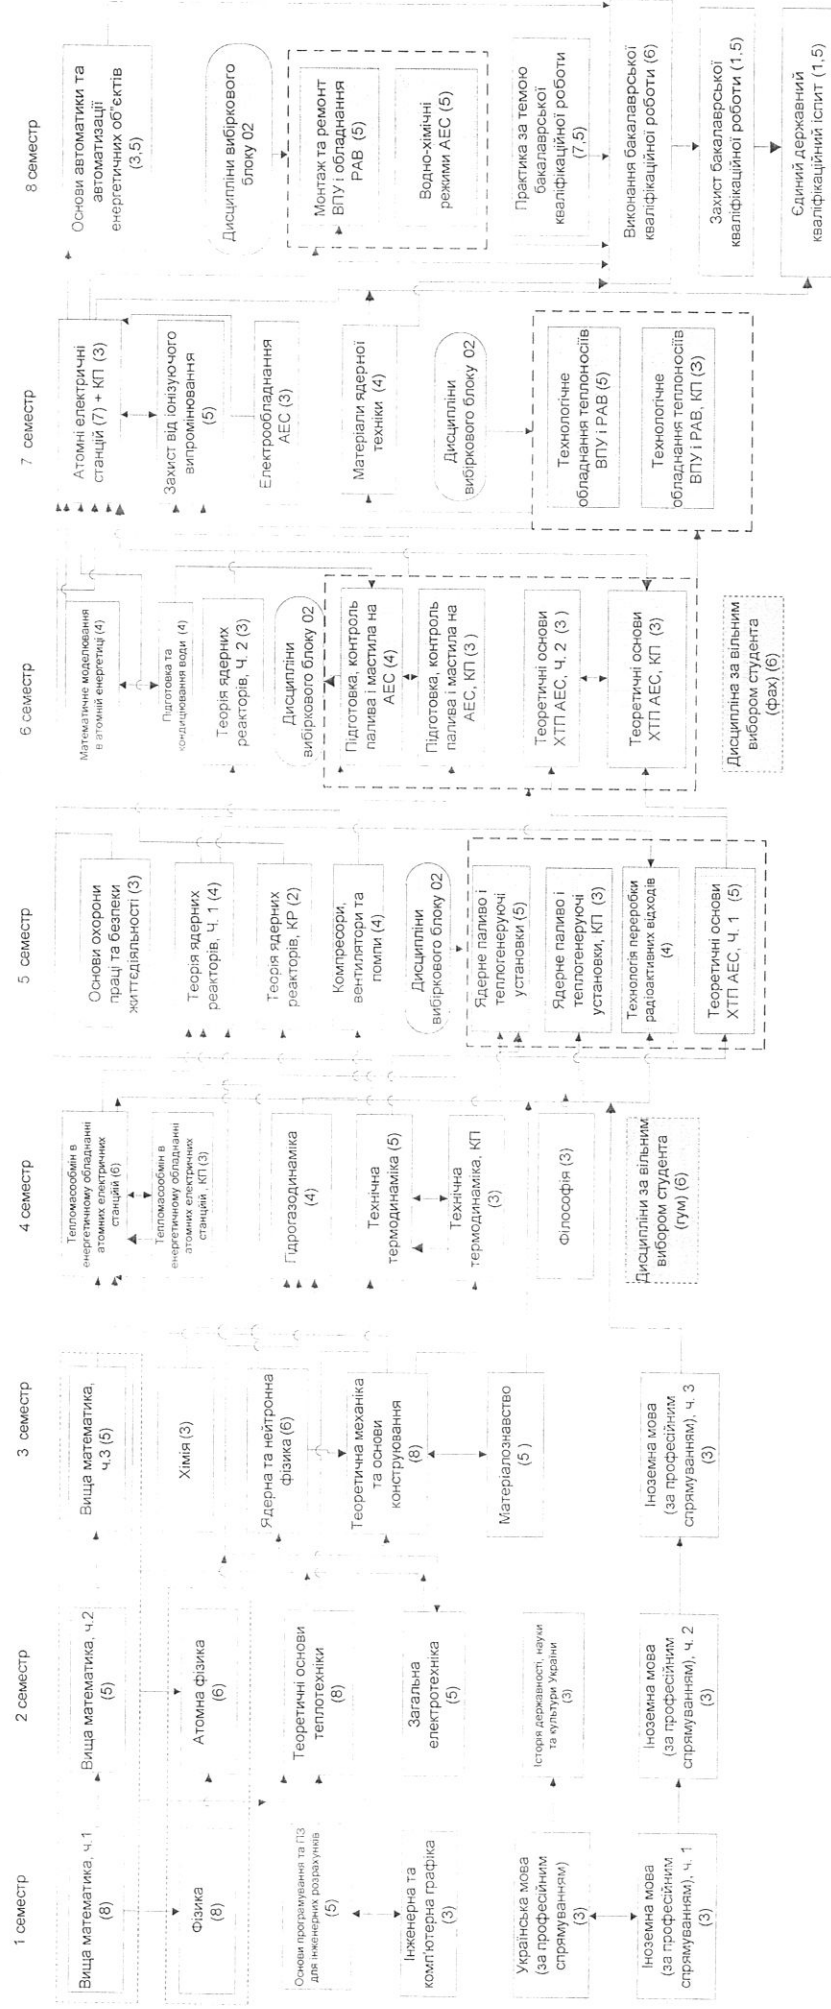 1 семестр
Вища математика, ч.1
(8)
Фізика
(8)
Основи програмування та ПЗ
для інженерних розрахунків
(5)
Інженерна та
комп'ютерна графіка
(3)
Українська мова
(за професійним
спрямуванням)
(3)
Іноземна мова
(за професійним
спрямуванням), ч. 1
(3)
2 семестр
Вища математика, ч.2
(5)
Атомна фізика
(6)
Теоретичні основи
теплотехніки
(8)
Загальна
електротехніка
(5)
Історія державності, науки
та культури України
(3)
Іноземна мова
(за професійним
спрямуванням), ч. 2
(3)
3 семестр
Вища математика,
ч.3 (5)
Хімія (3)
Ядерна та нейтронна
фізика (6)
Теоретична механіка
та основи
конструювання
(8)
Матеріалознавство
(5 )
Іноземна мова
(за професійним
спрямуванням), ч. 3
(3)
4 семестр
Тепломасообмін в
енергетичному обладнанні
атомних електричних
станцій (6)
Тепломасообмін в
енергетичному обладнанні
атомних електричних
станцій, КП (3)
Гідрогазодинаміка
(4)
Технічна
термодинаміка (5)
Технічна
термодинаміка, КП
(3)
Філософія (3)
Дисципліни за вільним
вибором студента
(гум) (6)
5 семестр
Основи охорони
праці та безпеки
життєдіяльності (3)
Теорія ядерних
реакторів, Ч. 1 (4)
Теорія ядерних
реакторів, КР (2)
Компресори,
вентилятори та
помпи (4)
Дисципліни
вибіркового блоку 02
Ядерне паливо і
теплогенеруючі
установки (5)
Ядерне паливо і
теплогенеруючі
установки, КП (3)
Технологія переробки
радіоактивних відходів
(4)
Теоретичні основи
ХТП АЕС, Ч. 1 (5)
6 семестр
Математичне моделювання
в атомній енергетиці (4)
Підготовка та
кондиціювання води (4)
Теорія ядерних
реакторів, Ч. 2 (3)
Дисципліни
вибіркового блоку 02
Підготовка, контроль
палива і мастила на
АЕС (4)
Підготовка, контроль
палива і мастила на
АЕС, КП (3 )
Теоретичні основи
ХТП АЕС, Ч. 2 (3 )
Теоретичні основи
ХТП АЕС, КП (3)
Дисципліна за вільним
вибором студента
(фах) (6)
7 семестр
Атомні електричні
станції (7) + КП (3)
Захист від іонізуючого
випромінювання
(5)
Електрообладнання
АЕС (3)
Матеріали ядерної
техніки (4)
Дисципліни
вибіркового блоку 02
Технологічне
обладнання теплоносіїв
ВПУ і РАВ (5)
Технологічне
обладнання теплоносіїв
ВПУ і РАВ, КП (3)
8 семестр
Основи автоматики та
автоматизації
енергетичних об'єктів
(3,5)
Дисципліни вибіркового
блоку 02
Монтаж та ремонт
ВПУ і обладнання
РАВ (5)
Водно-хімічні
режими АЕС (5)
Практика за темою
бакалаврської
кваліфікаційної роботи
(7,5)
Виконання бакалаврської
кваліфікаційної роботи (6)
Захист бакалаврської
кваліфікаційної роботи (1.5)
Єдиний державний
кваліфікаційний іспит (1,5)